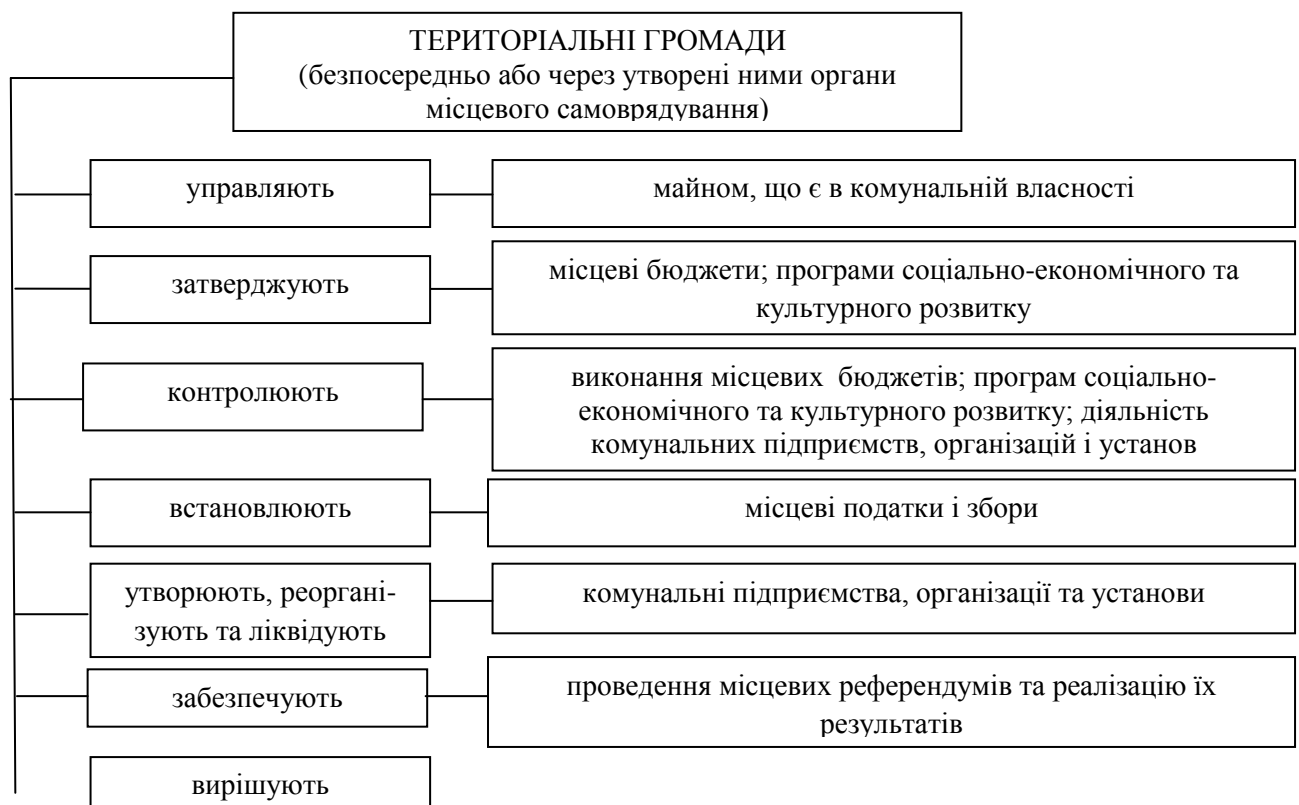 ТЕРИТОРІАЛЬНІ ГРОМАДИ
(безпосередньо або через утворені ними органи
місцевого самоврядування)
управляють
майном, що є в комунальній власності
затверджують
місцеві бюджети; програми соціально-економічного та
культурного розвитку
контролюють
виконання місцевих бюджетів; програм соціально-
економічного та культурного розвитку; діяльність
комунальних підприємств, організацій і установ
встановлюють
місцеві податки і збори
утворюють, реоргані-
зують та ліквідують
комунальні підприємства, організації та установи
забезпечують
проведення місцевих референдумів та реалізацію їх
результатів
вирішують